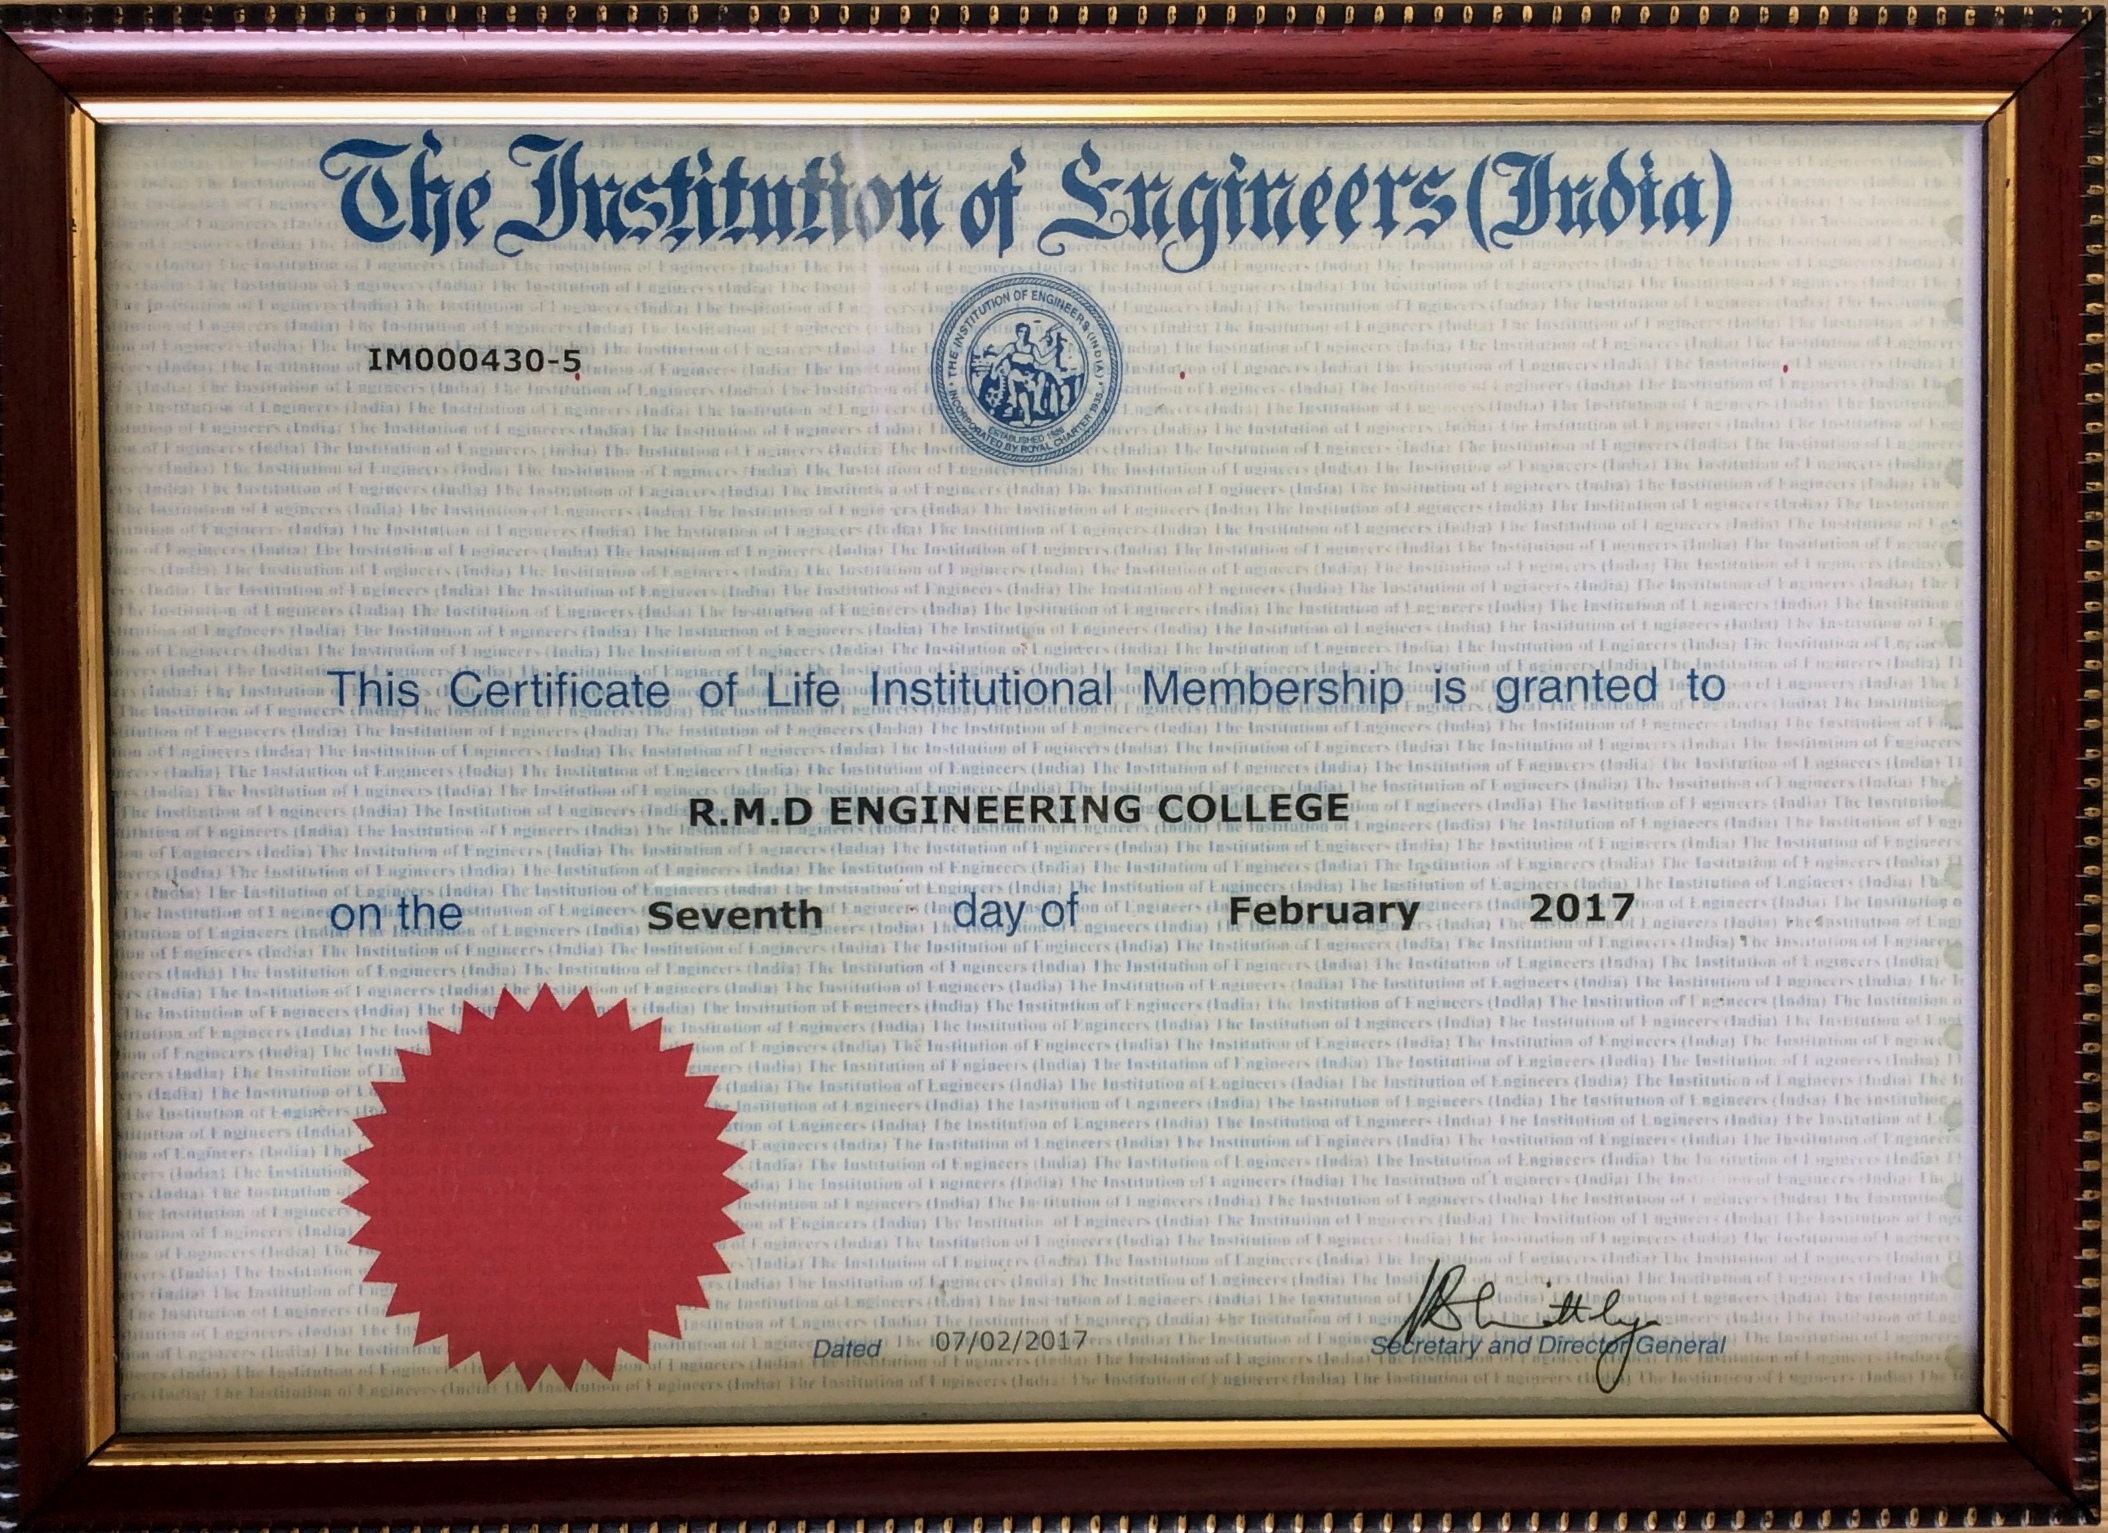 The Institution of Engineers (India)
THE INSTITUTION OF ENGINEERS (INDIA)
ESTABLISHED 1920
INCORPORATED BY ROYAL CHARTER 1935
IM000430-5
This Certificate of Life Institutional Membership is granted to
R.M.D ENGINEERING COLLEGE
on the Seventh day of February 2017
Dated 07/02/2017
Secretary and Director General